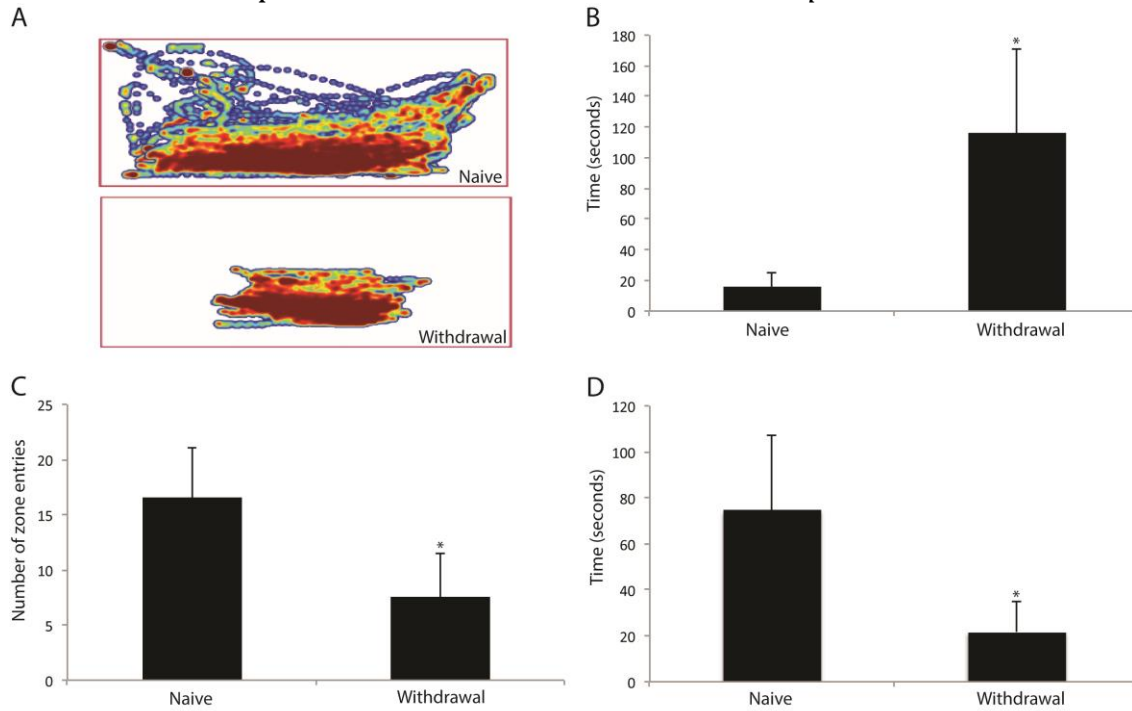 A
Naive
Withdrawal
B
Time (seconds)
180
160
140
120
100
80
60
40
20
0
*
Naive
Withdrawal
C
Number of zone entries
25
20
15
10
5
0
*
Naive
Withdrawal
D
Time (seconds)
120
100
80
60
40
20
0
*
Naive
Withdrawal